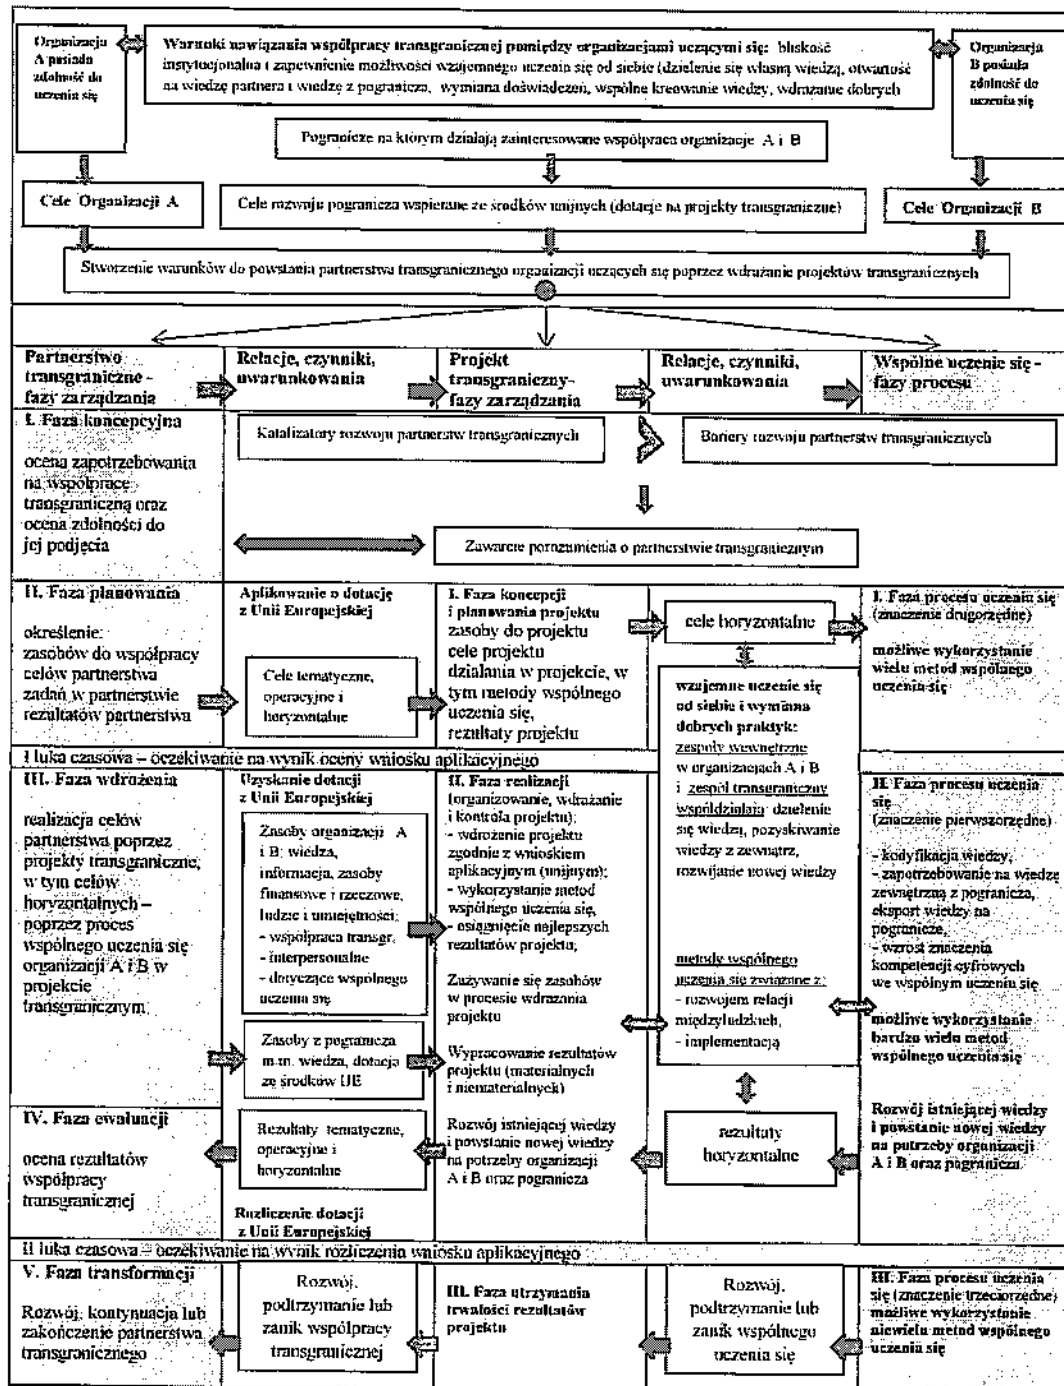 Organizacja
A posiada
zdolność do
uczenia się
Warunki nawiązania współpracy transgranicznej pomiędzy organizacjami uczącymi się: bliskość
instytucjonalna i zapewnienie możliwości wzajemnego uczenia się od siebie (dzielenie się własną wiedzą, otwartość
na wiedzę partnera i wiedzę z pogranicza, wymiana doświadczeń, wspólne kreowanie wiedzy, wdrażanie dobrych
Organizacja
B posiada
zdolność do
uczenia się
Pogranicze na którym działają zainteresowane współpraca organizacje A i B
Cele Organizacji A
Cele rozwoju pogranicza wspierane ze środków unijnych (dotacje na projekty transgraniczne)
Cele Organizacji B
Stworzenie warunków do powstania partnerstwa transgranicznego organizacji uczących się poprzez wdrażanie projektów transgranicznych
Partnerstwo
transgraniczne -
fazy zarządzania
Relacje, czynniki,
uwarunkowania
Projekt
transgraniczny-
fazy zarządzania
Relacje, czynniki,
uwarunkowania
Wspólne uczenie się -
fazy procesu
I. Faza koncepcyjna
ocena zapotrzebowania
na współpracę
transgraniczną oraz
ocena zdolności do
jej podjęcia
Katalizatory rozwoju partnerstw transgranicznych
Bariery rozwoju partnerstw transgranicznych
Zawarcie porozumienia o partnerstwie transgranicznym
II. Faza planowania
określenie:
zasobów do współpracy
celów partnerstwa
zadań w partnerstwie
rezultatów partnerstwa
Aplikowanie o dotację
z Unii Europejskiej
Cele tematyczne,
operacyjne i
horyzontalne
I. Faza koncepcji
i planowania projektu
zasoby do projektu
cele projektu
działania w projekcie, w
tym metody wspólnego
uczenia się,
rezultaty projektu
cele horyzontalne
I. Faza procesu uczenia się
(znaczenie drugorzędne)
możliwe wykorzystanie
wielu metod wspólnego
uczenia się
wzajemne uczenie się
od siebie i wymiana
dobrych praktyk:
zespoły wewnętrzne
w organizacjach A i B
i zespół transgraniczny
współdziałają: dzielenie
się wiedzą, pozyskiwanie
wiedzy z zewnątrz,
rozwijanie nowej wiedzy
metody wspólnego
uczenia się związane z:
- rozwojem relacji
międzyludzkich,
- implementacją
I luka czasowa – oczekiwanie na wynik oceny wniosku aplikacyjnego
III. Faza wdrożenia
realizacja celów
partnerstwa poprzez
projekty transgraniczne,
w tym celów
horyzontalnych –
poprzez proces
wspólnego uczenia się
organizacji A i B w
projekcie
transgranicznym
Uzyskanie dotacji
z Unii Europejskiej
Zasoby organizacji A
i B: wiedza,
informacja, zasoby
finansowe i rzeczowe,
ludzie i umiejętności:
- współpraca transgr.
- interpersonalne
- dotyczące wspólnego
uczenia się
Zasoby z pogranicza
m.in. wiedza, dotacja
ze środków UE
II. Faza realizacji
(organizowanie, wdrażanie
i kontrola projektu):
- wdrożenie projektu
zgodnie z wnioskiem
aplikacyjnym (unijnym);
- wykorzystanie metod
wspólnego uczenia się,
- osiągnięcie najlepszych
rezultatów projektu;
Zużywanie się zasobów
w procesie wdrażania
projektu
Wypracowanie rezultatów
projektu (materialnych
i niematerialnych)
Rozwój istniejącej wiedzy
i powstanie nowej wiedzy
na potrzeby organizacji
A i B oraz pogranicza
II. Faza procesu uczenia
się
(znaczenie pierwszorzędne)
- kodyfikacja wiedzy,
- zapotrzebowanie na wiedzę
zewnętrzną z pogranicza,
eksport wiedzy na
pogranicze,
- wzrost znaczenia
kompetencji cyfrowych
we wspólnym uczeniu się
możliwe wykorzystanie
bardzo wielu metod
wspólnego uczenia się
Rozwój istniejącej wiedzy
i powstanie nowej wiedzy
na potrzeby organizacji
A i B oraz pogranicza
IV. Faza ewaluacji
ocena rezultatów
współpracy
transgranicznej
Rezultaty tematyczne,
operacyjne i
horyzontalne
Rozliczenie dotacji
z Unii Europejskiej
rezultaty
horyzontalne
II luka czasowa – oczekiwanie na wynik rozliczenia wniosku aplikacyjnego
V. Faza transformacji
Rozwój, kontynuacja lub
zakończenie partnerstwa
transgranicznego
Rozwój,
podtrzymanie lub
zanik współpracy
transgranicznej
III. Faza utrzymania
trwałości rezultatów
projektu
Rozwój,
podtrzymanie lub
zanik wspólnego
uczenia się
III. Faza procesu uczenia
się (znaczenie trzeciorzędne)
możliwe wykorzystanie
niewielu metod wspólnego
uczenia się